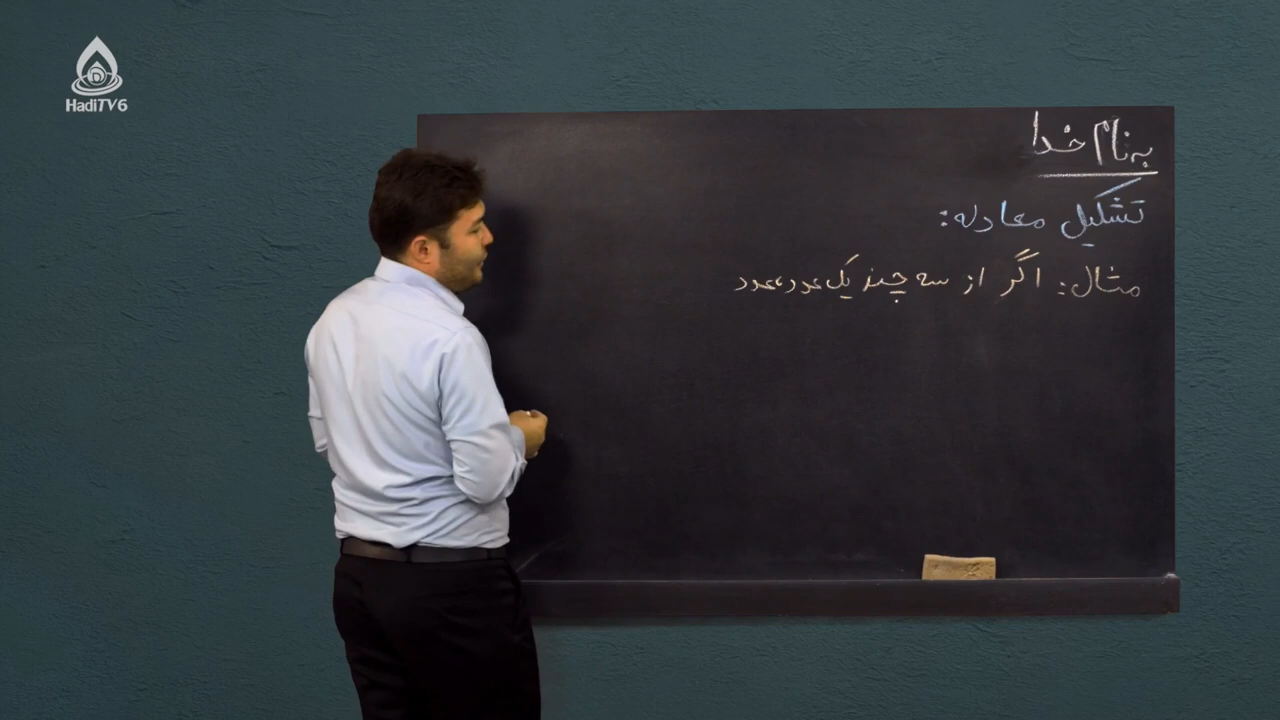 HadiTV6
به نام خدا
تشکیل معادله:
مثال: اگر از سه چند یک عدد، عدد